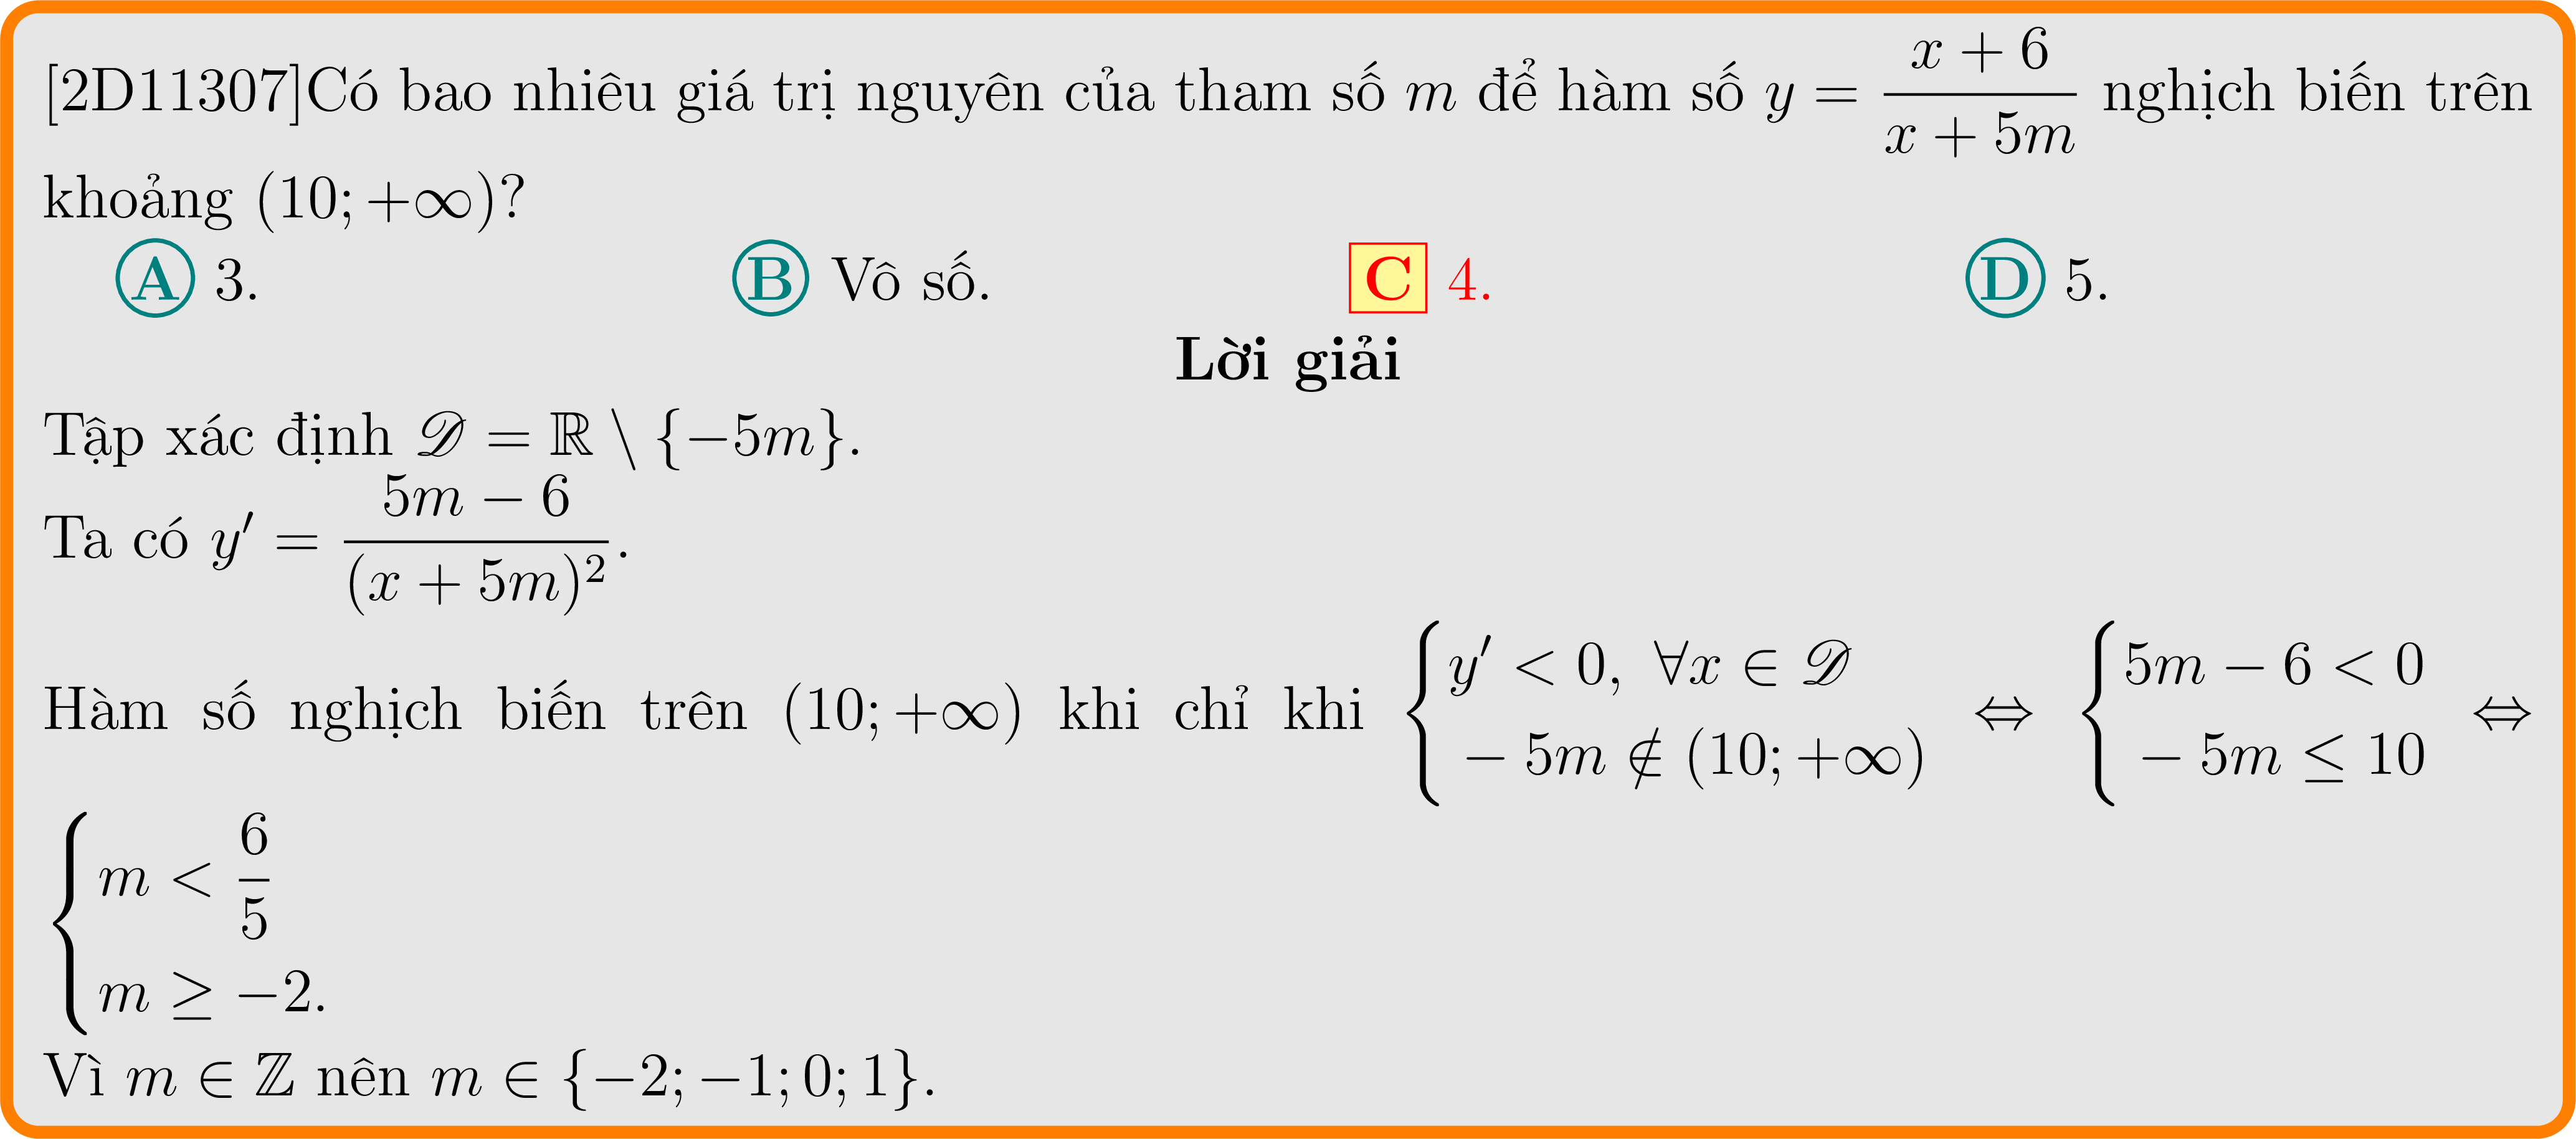 [2D11307]Có bao nhiêu giá trị nguyên của tham số $m$ để hàm số $y = \dfrac{x+6}{x+5m}$ nghịch biến trên
khoảng $(10; +\infty)$?
A 3. B Vô số. C 4. D 5.
Lời giải
Tập xác định $\mathscr{D} = \mathbb{R} \setminus \{-5m\}$.
Ta có $y' = \dfrac{5m-6}{(x+5m)^2}$.
Hàm số nghịch biến trên $(10; +\infty)$ khi chỉ khi $\begin{cases} y' < 0, \ \forall x \in \mathscr{D} \\ -5m \notin (10; +\infty) \end{cases} \Leftrightarrow \begin{cases} 5m - 6 < 0 \\ -5m \leq 10 \end{cases} \Leftrightarrow$
$\begin{cases} m < \dfrac{6}{5} \\ m \geq -2. \end{cases}$
Vì $m \in \mathbb{Z}$ nên $m \in \{-2; -1; 0; 1\}$.